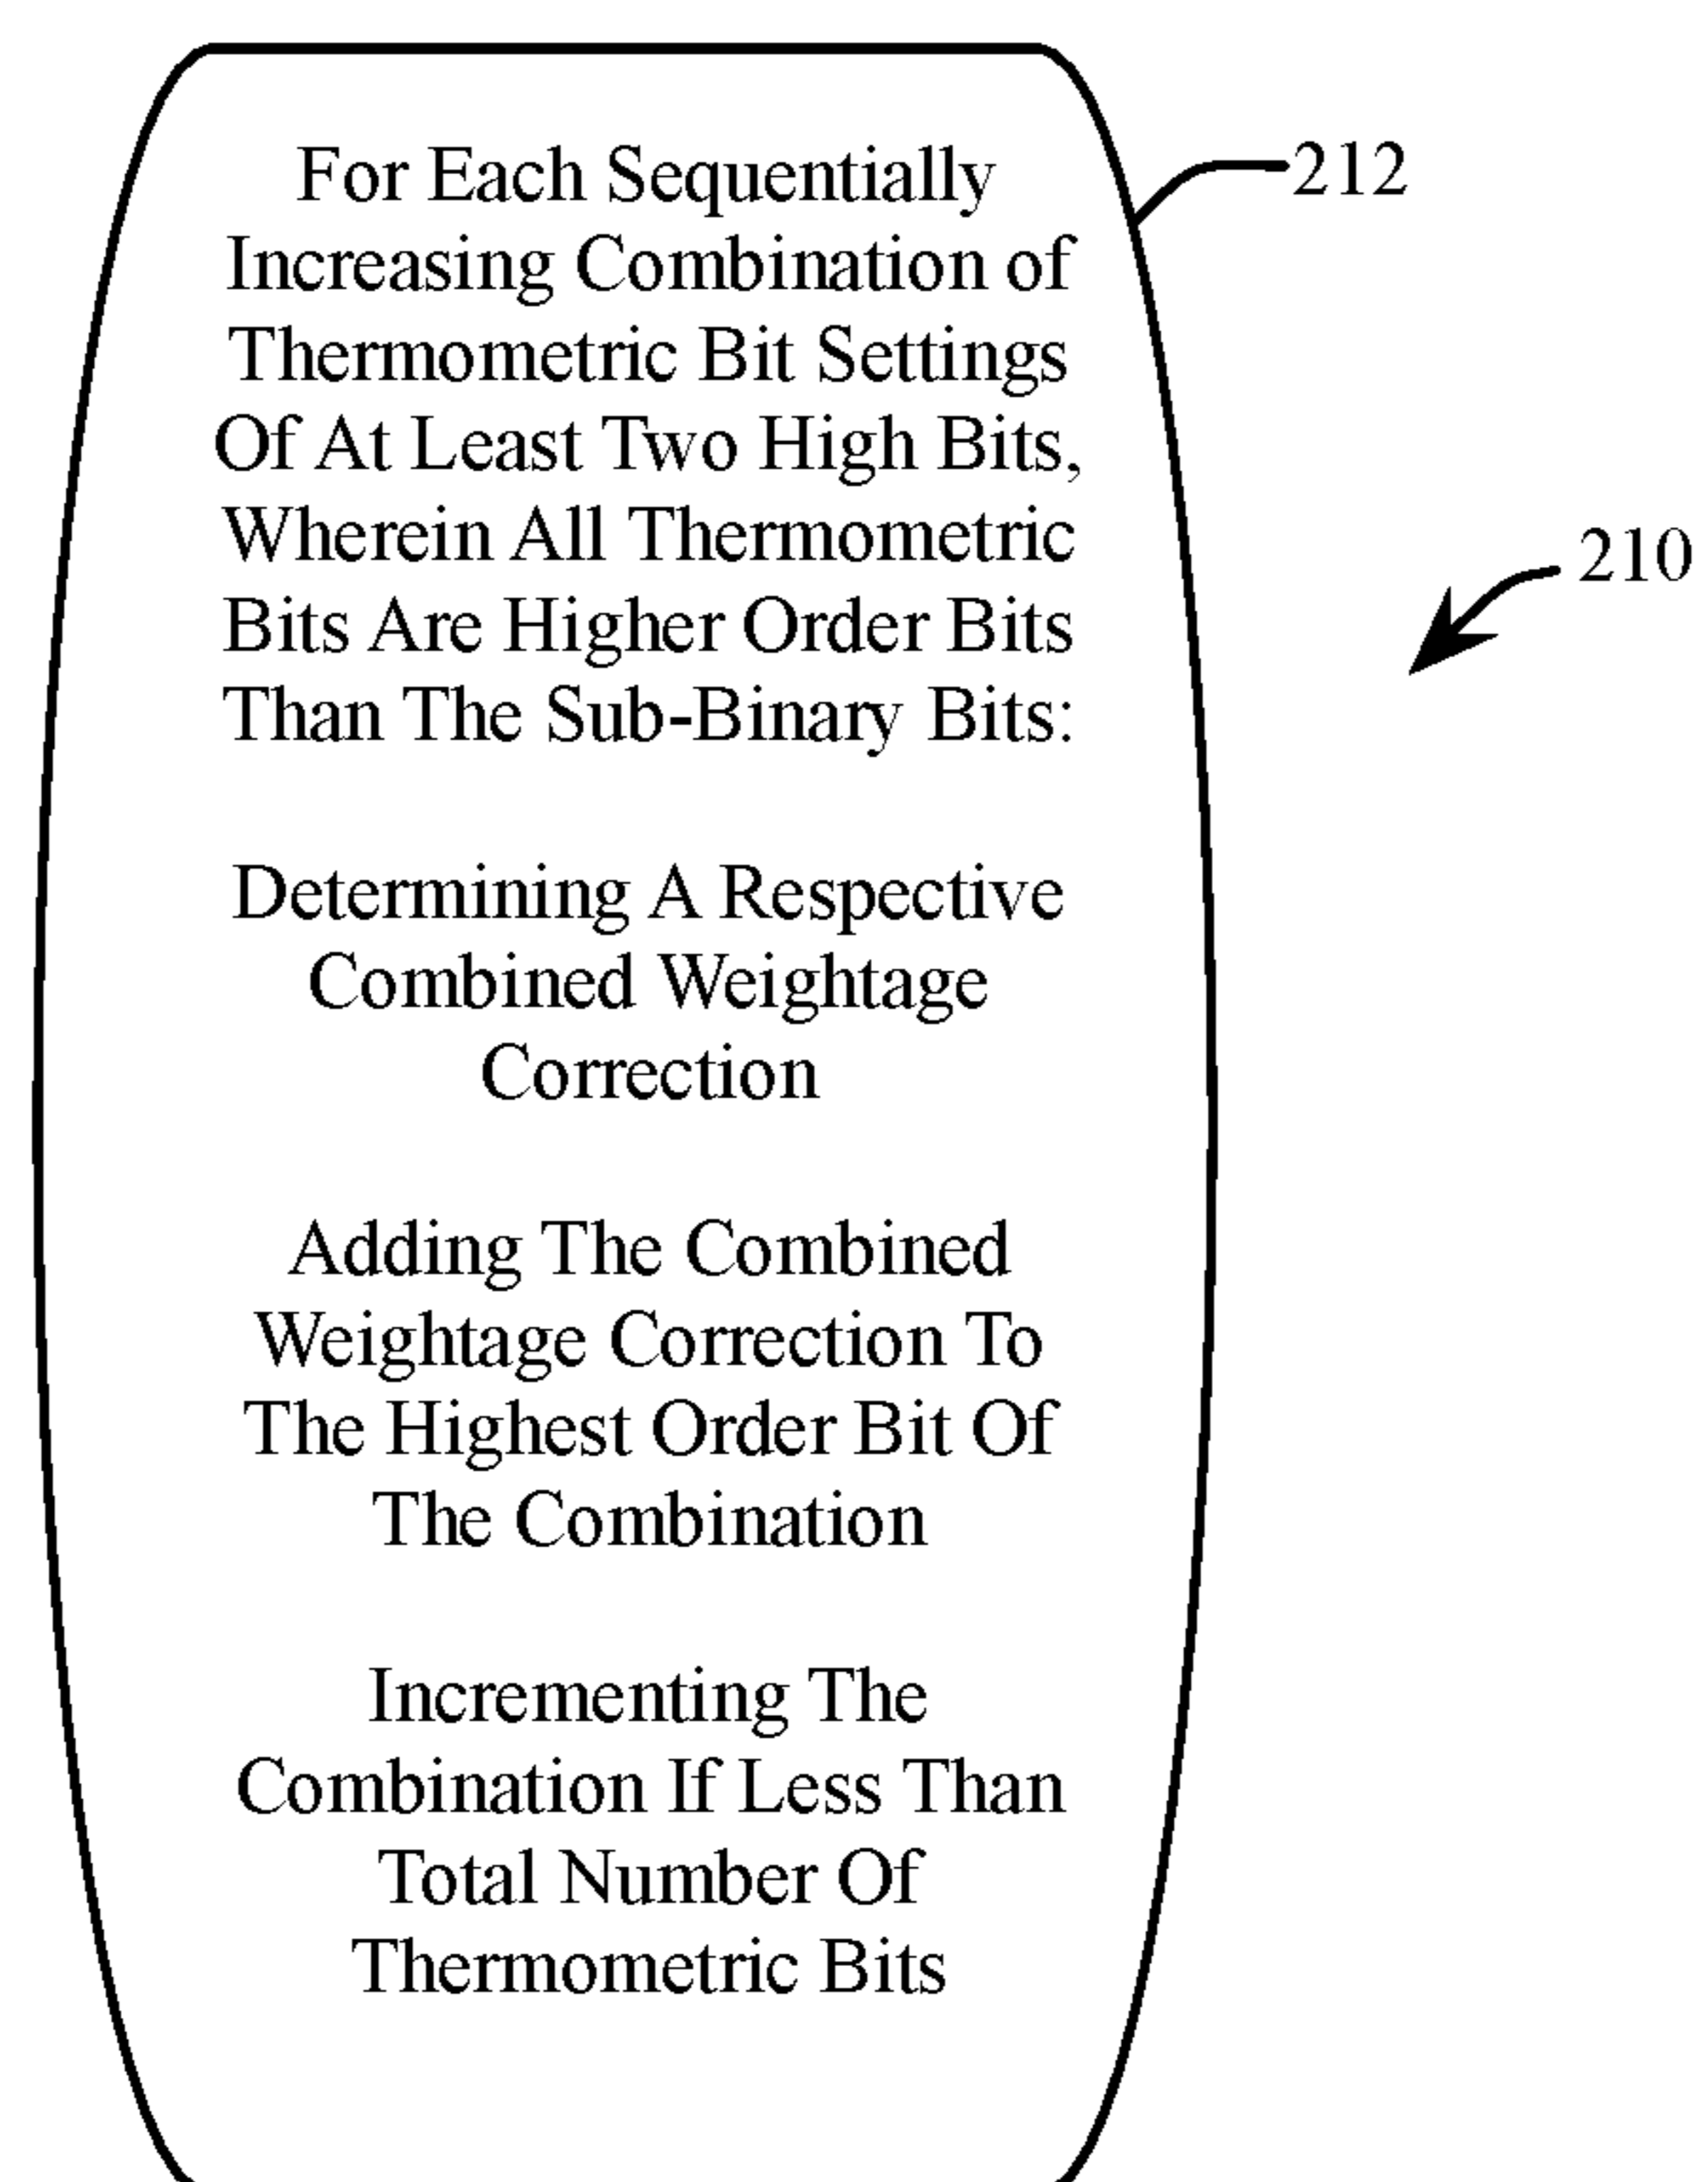 For Each Sequentially
Increasing Combination of
Thermometric Bit Settings
Of At Least Two High Bits,
Wherein All Thermometric
Bits Are Higher Order Bits
Than The Sub-Binary Bits:
Determining A Respective
Combined Weightage
Correction
Adding The Combined
Weightage Correction To
The Highest Order Bit Of
The Combination
Incrementing The
Combination If Less Than
Total Number Of
Thermometric Bits
212
210